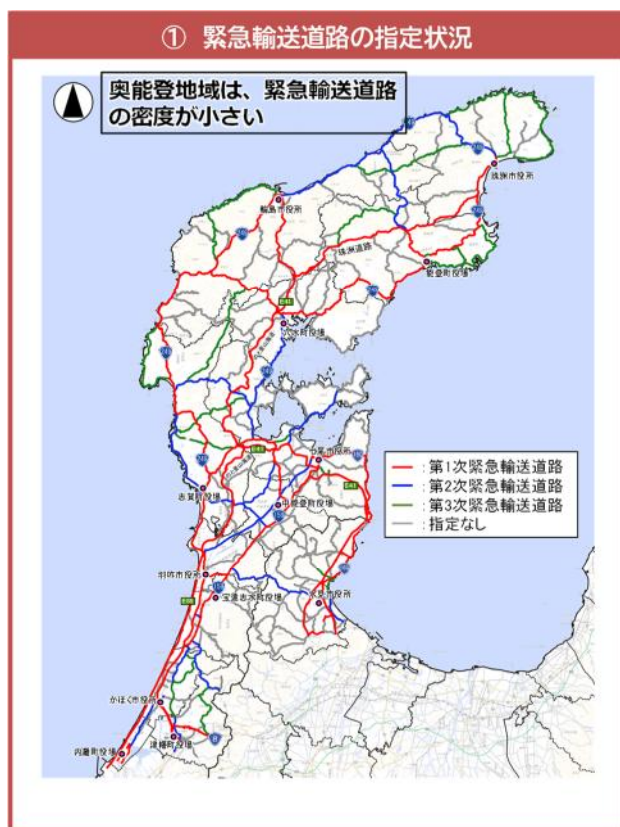 ① 緊急輸送道路の指定状況
奥能登地域は、緊急輸送道路
の密度が小さい
珠洲市役所
輪島市役所
珠洲道路
能登町役場
穴水町役場
七尾市役所
志賀町役場
中能登町役場
羽咋市役所
宝達志水町役場
氷見市役所
かほく市役所
津幡町役場
内灘町役場
8
：第1次緊急輸送道路
：第2次緊急輸送道路
：第3次緊急輸送道路
：指定なし